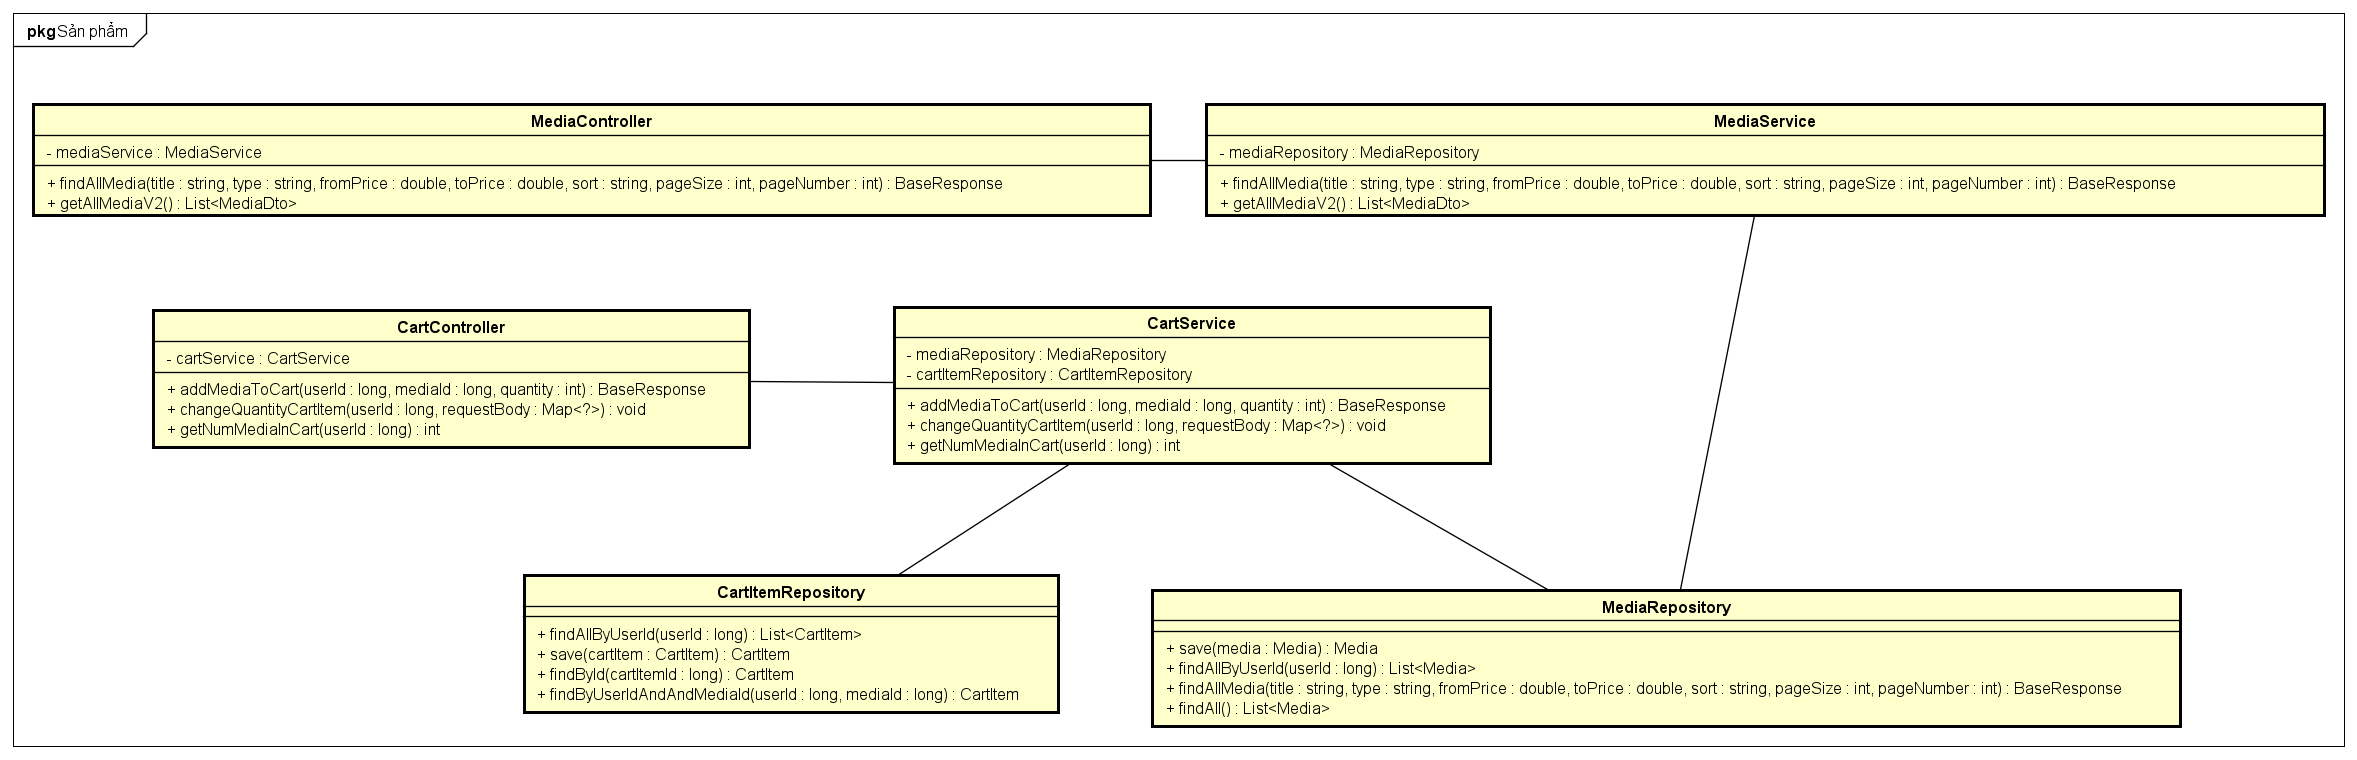 pkg Sản phẩm
MediaController
- mediaService : MediaService
+ findAllMedia(title : string, type : string, fromPrice : double, toPrice : double, sort : string, pageSize : int, pageNumber : int) : BaseResponse
+ getAllMediaV2() : List<MediaDto>
MediaService
- mediaRepository : MediaRepository
+ findAllMedia(title : string, type : string, fromPrice : double, toPrice : double, sort : string, pageSize : int, pageNumber : int) : BaseResponse
+ getAllMediaV2() : List<MediaDto>
CartController
- cartService : CartService
+ addMediaToCart(userId : long, mediaId : long, quantity : int) : BaseResponse
+ changeQuantityCartItem(userId : long, requestBody : Map<?>) : void
+ getNumMediaInCart(userId : long) : int
CartService
- mediaRepository : MediaRepository
- cartItemRepository : CartItemRepository
+ addMediaToCart(userId : long, mediaId : long, quantity : int) : BaseResponse
+ changeQuantityCartItem(userId : long, requestBody : Map<?>) : void
+ getNumMediaInCart(userId : long) : int
CartItemRepository
+ findAllByUserId(userId : long) : List<CartItem>
+ save(cartItem : CartItem) : CartItem
+ findById(cartItemId : long) : CartItem
+ findByUserIdAndAndMediaId(userId : long, mediaId : long) : CartItem
MediaRepository
+ save(media : Media) : Media
+ findAllByUserId(userId : long) : List<Media>
+ findAllMedia(title : string, type : string, fromPrice : double, toPrice : double, sort : string, pageSize : int, pageNumber : int) : BaseResponse
+ findAll() : List<Media>